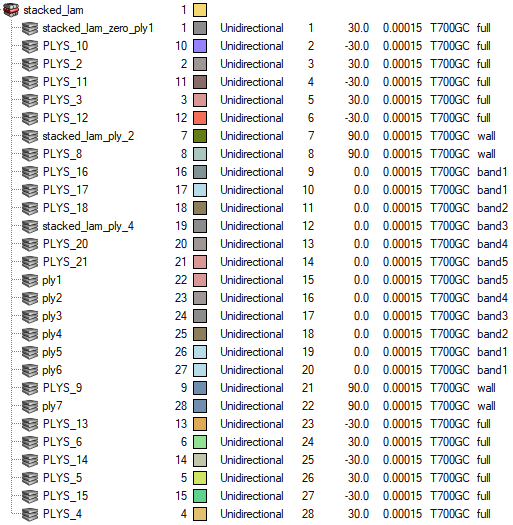 stacked_lam 1
stacked_lam_zero_ply1 1 Unidirectional 1 30.0 0.00015 T700GC full
PLYS_10 10 Unidirectional 2 -30.0 0.00015 T700GC full
PLYS_2 2 Unidirectional 3 30.0 0.00015 T700GC full
PLYS_11 11 Unidirectional 4 -30.0 0.00015 T700GC full
PLYS_3 3 Unidirectional 5 30.0 0.00015 T700GC full
PLYS_12 12 Unidirectional 6 -30.0 0.00015 T700GC full
stacked_lam_ply_2 7 Unidirectional 7 90.0 0.00015 T700GC wall
PLYS_8 8 Unidirectional 8 90.0 0.00015 T700GC wall
PLYS_16 16 Unidirectional 9 0.0 0.00015 T700GC band1
PLYS_17 17 Unidirectional 10 0.0 0.00015 T700GC band1
PLYS_18 18 Unidirectional 11 0.0 0.00015 T700GC band2
stacked_lam_ply_4 19 Unidirectional 12 0.0 0.00015 T700GC band3
PLYS_20 20 Unidirectional 13 0.0 0.00015 T700GC band4
PLYS_21 21 Unidirectional 14 0.0 0.00015 T700GC band5
ply1 22 Unidirectional 15 0.0 0.00015 T700GC band5
ply2 23 Unidirectional 16 0.0 0.00015 T700GC band4
ply3 24 Unidirectional 17 0.0 0.00015 T700GC band3
ply4 25 Unidirectional 18 0.0 0.00015 T700GC band2
ply5 26 Unidirectional 19 0.0 0.00015 T700GC band1
ply6 27 Unidirectional 20 0.0 0.00015 T700GC band1
PLYS_9 9 Unidirectional 21 90.0 0.00015 T700GC wall
ply7 28 Unidirectional 22 90.0 0.00015 T700GC wall
PLYS_13 13 Unidirectional 23 -30.0 0.00015 T700GC full
PLYS_6 6 Unidirectional 24 30.0 0.00015 T700GC full
PLYS_14 14 Unidirectional 25 -30.0 0.00015 T700GC full
PLYS_5 5 Unidirectional 26 30.0 0.00015 T700GC full
PLYS_15 15 Unidirectional 27 -30.0 0.00015 T700GC full
PLYS_4 4 Unidirectional 28 30.0 0.00015 T700GC full